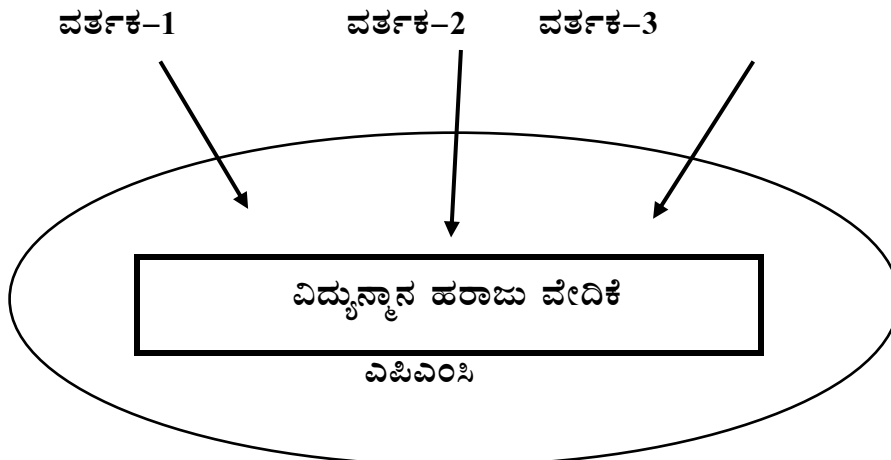 ವರ್ತಕ–1 ವರ್ತಕ–2 ವರ್ತಕ–3
ವಿದ್ಯುನ್ಮಾನ ಹರಾಜು ವೇದಿಕೆ
ಎಪಿಎಂಸಿ